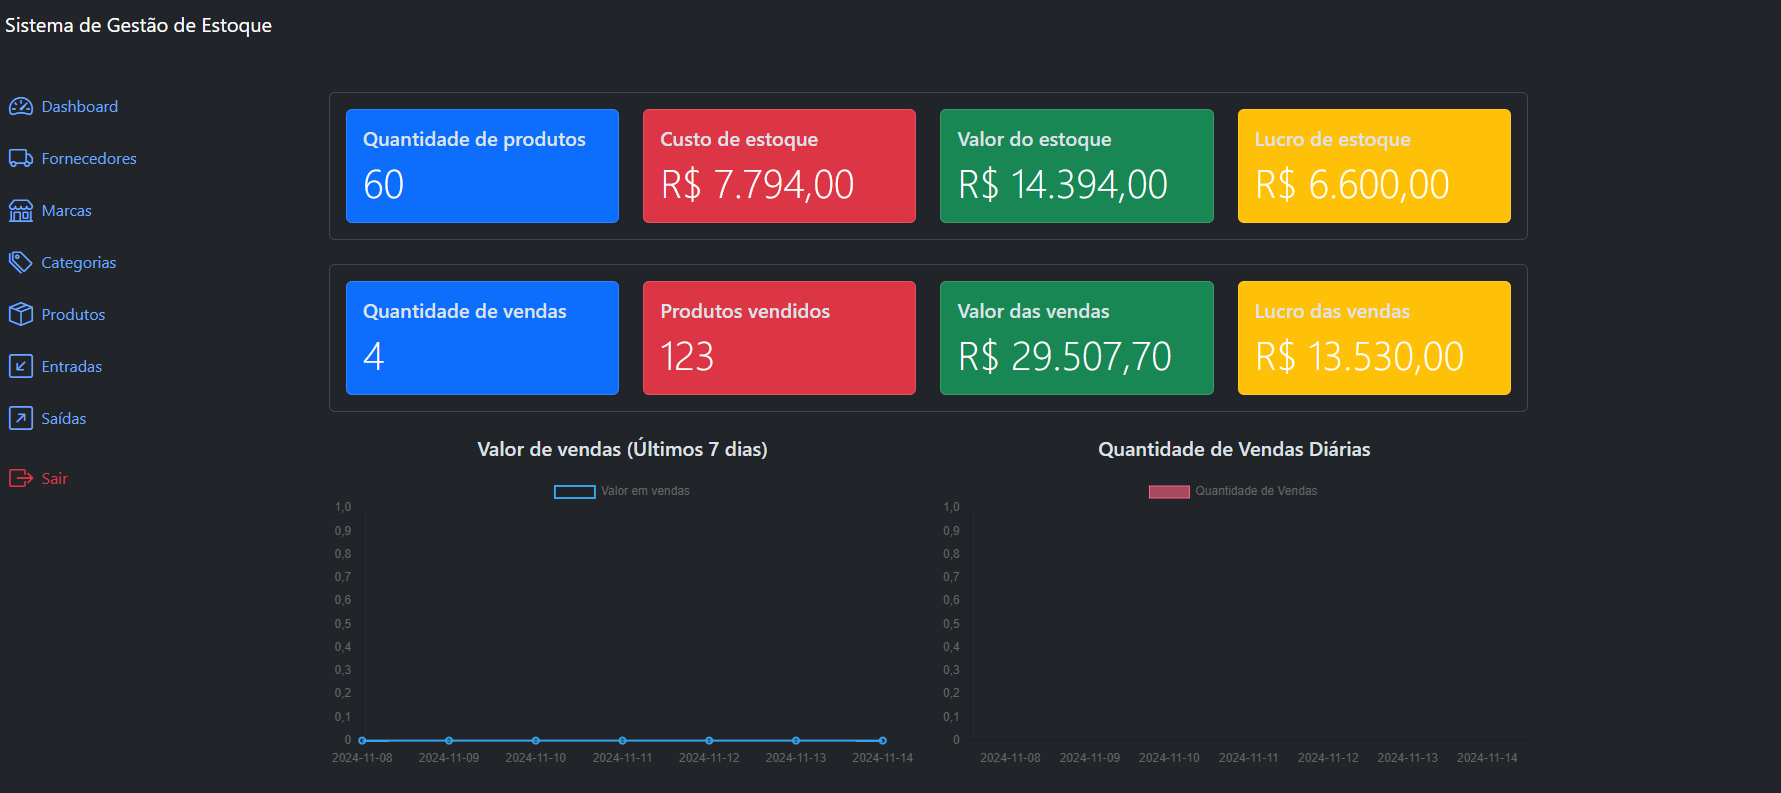 Sistema de Gestão de Estoque
Dashboard
Fornecedores
Marcas
Categorias
Produtos
Entradas
Saídas
Sair
Quantidade de produtos
60
Custo de estoque
R$ 7.794,00
Valor do estoque
R$ 14.394,00
Lucro de estoque
R$ 6.600,00
Quantidade de vendas
4
Produtos vendidos
123
Valor das vendas
R$ 29.507,70
Lucro das vendas
R$ 13.530,00
Valor de vendas (Últimos 7 dias)
Valor em vendas
1,0
0,9
0,8
0,7
0,6
0,5
0,4
0,3
0,2
0,1
0
2024-11-08 2024-11-09 2024-11-10 2024-11-11 2024-11-12 2024-11-13 2024-11-14
Quantidade de Vendas Diárias
Quantidade de Vendas
1,0
0,9
0,8
0,7
0,6
0,5
0,4
0,3
0,2
0,1
0
2024-11-08 2024-11-09 2024-11-10 2024-11-11 2024-11-12 2024-11-13 2024-11-14